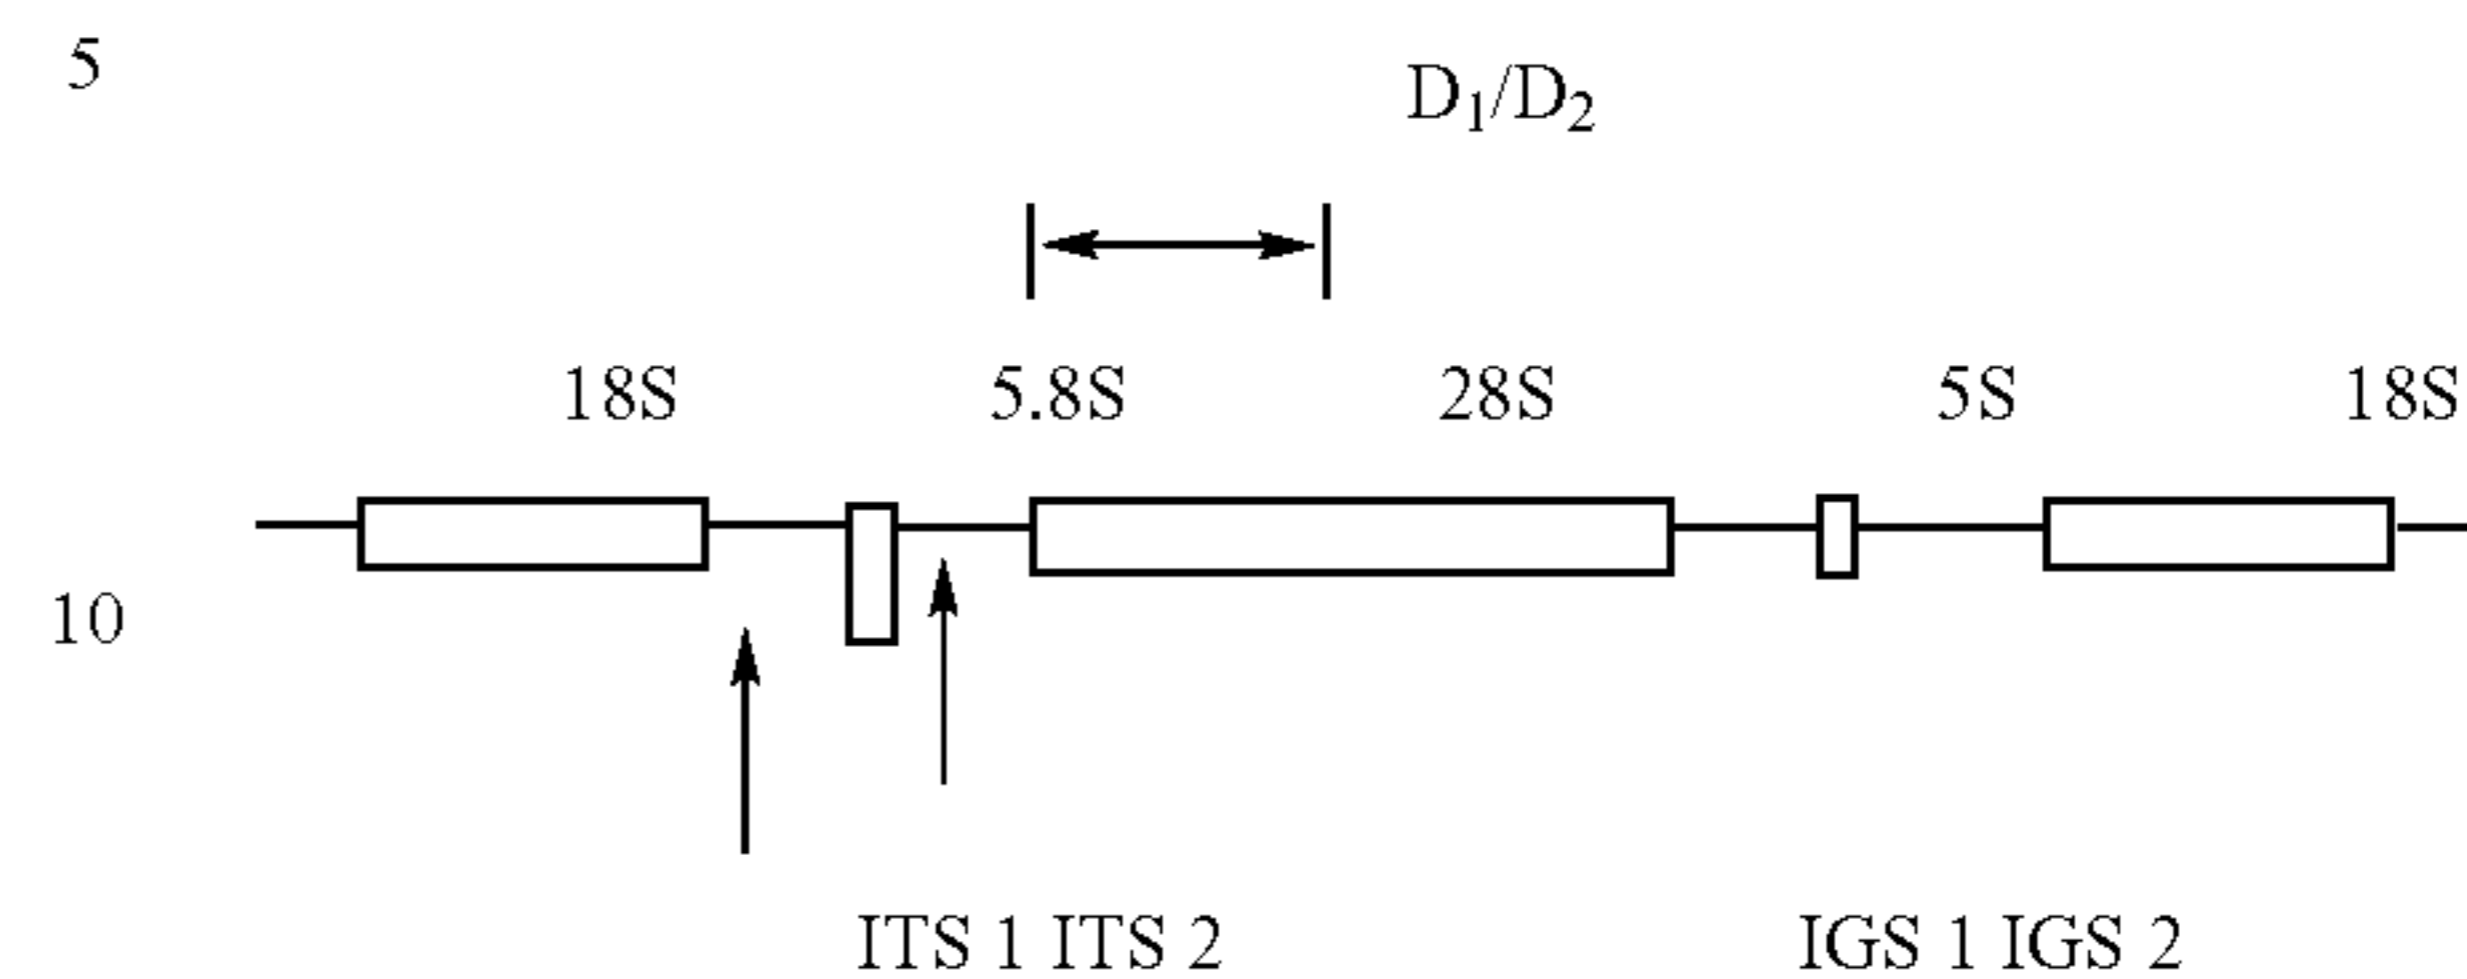 5
D₁/D₂
18S 5.8S 28S 5S 18S
10
ITS 1 ITS 2 IGS 1 IGS 2